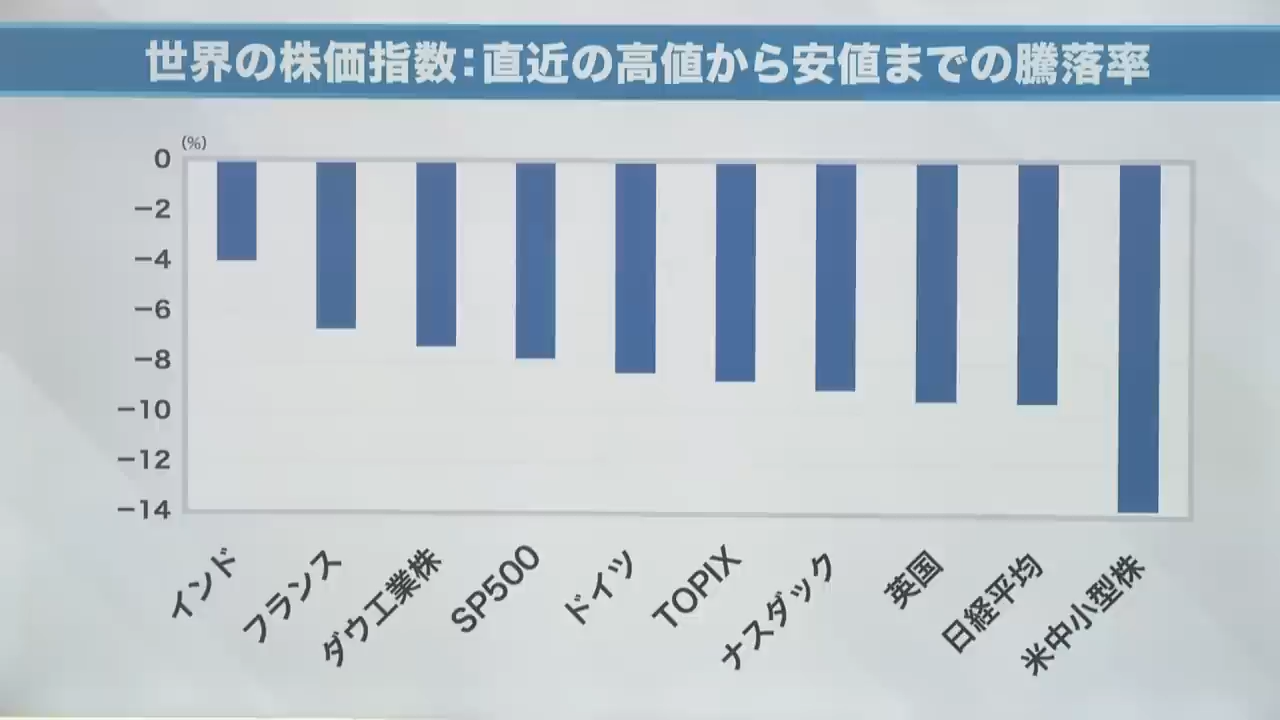 世界の株価指数：直近の高値から安値までの騰落率
(%)
0
−2
−4
−6
−8
−10
−12
−14
インド
フランス
ダウ工業株
SP500
ドイツ
TOPIX
ナスダック
英国
日経平均
米中小型株